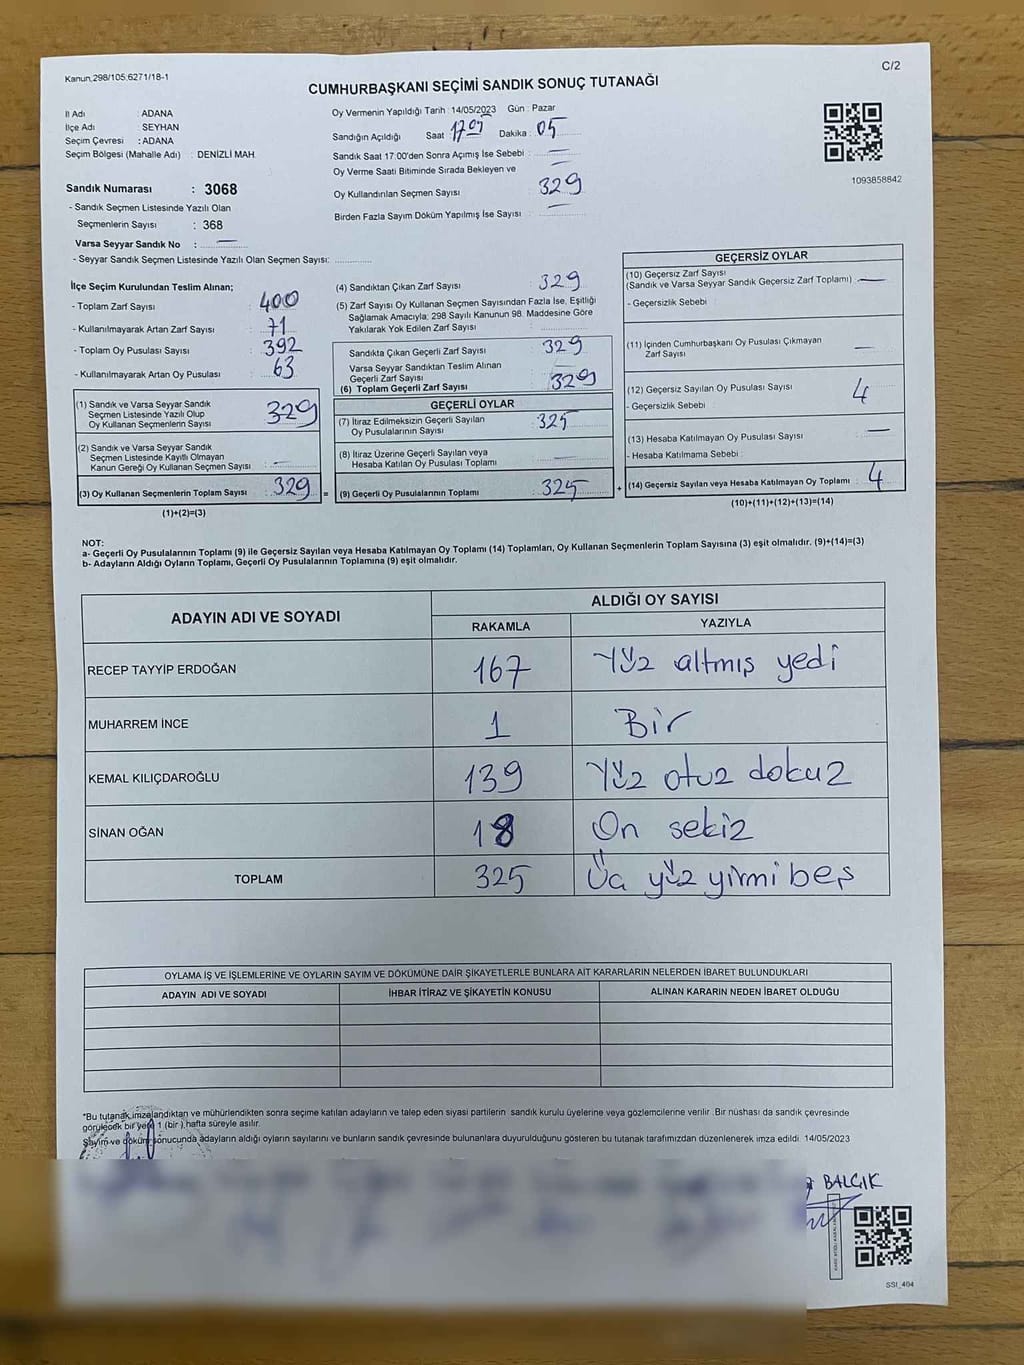 Kanun,298/105,6271/18-1
C/2
CUMHURBAŞKANI SEÇİMİ SANDIK SONUÇ TUTANAĞI
İl Adı : ADANA
İlçe Adı : SEYHAN
Seçim Çevresi : ADANA
Seçim Bölgesi (Mahalle Adı) : DENİZLİ MAH.
Sandık Numarası : 3068
- Sandık Seçmen Listesinde Yazılı Olan
Seçmenlerin Sayısı : 368
Varsa Seyyar Sandık No : —
- Seyyar Sandık Seçmen Listesinde Yazılı Olan Seçmen Sayısı:
Oy Vermenin Yapıldığı Tarih : 14/05/2023 Gün : Pazar
Sandığın Açıldığı Saat : 17 Dakika : 05
Sandık Saat 17:00'den Sonra Açımış İse Sebebi : —
Oy Verme Saati Bitiminde Sırada Bekleyen ve —
Oy Kullandırılan Seçmen Sayısı 329
Birden Fazla Sayım Döküm Yapılmış İse Sayısı : —
1093858842
İlçe Seçim Kurulundan Teslim Alınan;
- Toplam Zarf Sayısı : 400
- Kullanılmayarak Artan Zarf Sayısı : 71
- Toplam Oy Pusulası Sayısı : 392
- Kullanılmayarak Artan Oy Pusulası : 63
(1) Sandık ve Varsa Seyyar Sandık
Seçmen Listesinde Yazılı Olup
Oy Kullanan Seçmenlerin Sayısı : 329
(2) Sandık ve Varsa Seyyar Sandık
Seçmen Listesinde Kayıtlı Olmayan
Kanun Gereği Oy Kullanan Seçmen Sayısı : —
(3) Oy Kullanan Seçmenlerin Toplam Sayısı : 329 =
(1)+(2)=(3)
(4) Sandıktan Çıkan Zarf Sayısı : 329
(5) Zarf Sayısı Oy Kullanan Seçmen Sayısından Fazla İse, Eşitliği
Sağlamak Amacıyla; 298 Sayılı Kanunun 98. Maddesine Göre
Yakılarak Yok Edilen Zarf Sayısı :
Sandıkta Çıkan Geçerli Zarf Sayısı : 329
Varsa Seyyar Sandıktan Teslim Alınan
Geçerli Zarf Sayısı : —
(6) Toplam Geçerli Zarf Sayısı : 329
GEÇERLİ OYLAR
(7) İtiraz Edilmeksizin Geçerli Sayılan
Oy Pusulalarının Sayısı : 325
(8) İtiraz Üzerine Geçerli Sayılan veya
Hesaba Katılan Oy Pusulası Toplamı : —
(9) Geçerli Oy Pusulalarının Toplamı : 325 +
GEÇERSİZ OYLAR
(10) Geçersiz Zarf Sayısı
(Sandık ve Varsa Seyyar Sandık Geçersiz Zarf Toplamı) : —
- Geçersizlik Sebebi :
(11) İçinden Cumhurbaşkanı Oy Pusulası Çıkmayan
Zarf Sayısı : —
(12) Geçersiz Sayılan Oy Pusulası Sayısı : 4
- Geçersizlik Sebebi :
(13) Hesaba Katılmayan Oy Pusulası Sayısı : —
- Hesaba Katılmama Sebebi :
(14) Geçersiz Sayılan veya Hesaba Katılmayan Oy Toplamı : 4
(10)+(11)+(12)+(13)=(14)
NOT:
a- Geçerli Oy Pusulalarının Toplamı (9) ile Geçersiz Sayılan veya Hesaba Katılmayan Oy Toplamı (14) Toplamları, Oy Kullanan Seçmenlerin Toplam Sayısına (3) eşit olmalıdır. (9)+(14)=(3)
b- Adayların Aldığı Oyların Toplamı, Geçerli Oy Pusulalarının Toplamına (9) eşit olmalıdır.
ADAYIN ADI VE SOYADI ALDIĞI OY SAYISI
RAKAMLA YAZIYLA
RECEP TAYYİP ERDOĞAN 167 Yüz altmış yedi
MUHARREM İNCE 1 Bir
KEMAL KILIÇDAROĞLU 139 Yüz otuz dokuz
SİNAN OĞAN 18 On sekiz
TOPLAM 325 Üç yüz yirmi beş
OYLAMA İŞ VE İŞLEMLERİNE VE OYLARIN SAYIM VE DÖKÜMÜNE DAİR ŞİKAYETLERLE BUNLARA AİT KARARLARIN NELERDEN İBARET BULUNDUKLARI
ADAYIN ADI VE SOYADI İHBAR İTİRAZ VE ŞİKAYETİN KONUSU ALINAN KARARIN NEDEN İBARET OLDUĞU
*Bu tutanak imzalandıktan ve mühürlendikten sonra seçime katılan adayların ve talep eden siyasi partilerin sandık kurulu üyelerine veya gözlemcilerine verilir. Bir nüshası da sandık çevresinde
görülecek bir yere 1 (bir) hafta süreyle asılır.
Sayım ve döküm sonucunda adayların aldığı oyların sayılarını ve bunların sandık çevresinde bulunanlara duyurulduğunu gösteren bu tutanak tarafımızdan düzenlenerek imza edildi. 14/05/2023
BALCIK
SSI_404